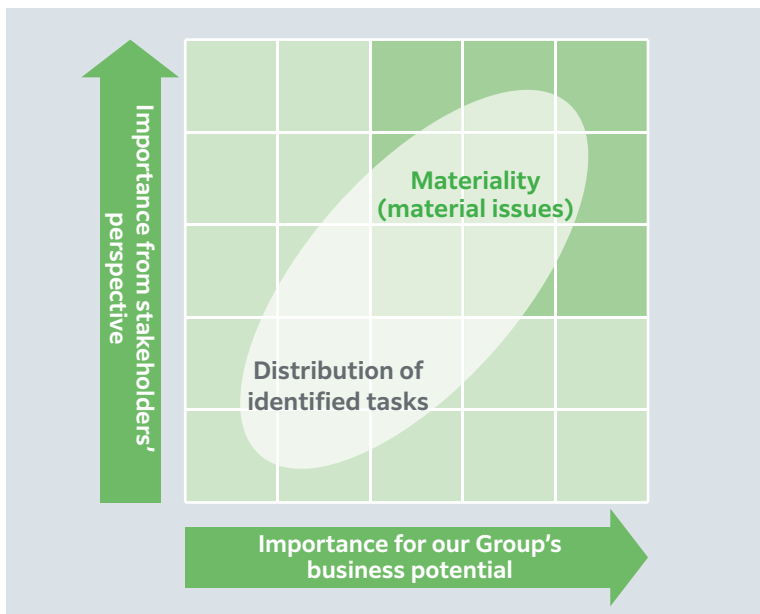 Importance from stakeholders'
perspective
Materiality
(material issues)
Distribution of
identified tasks
Importance for our Group's
business potential